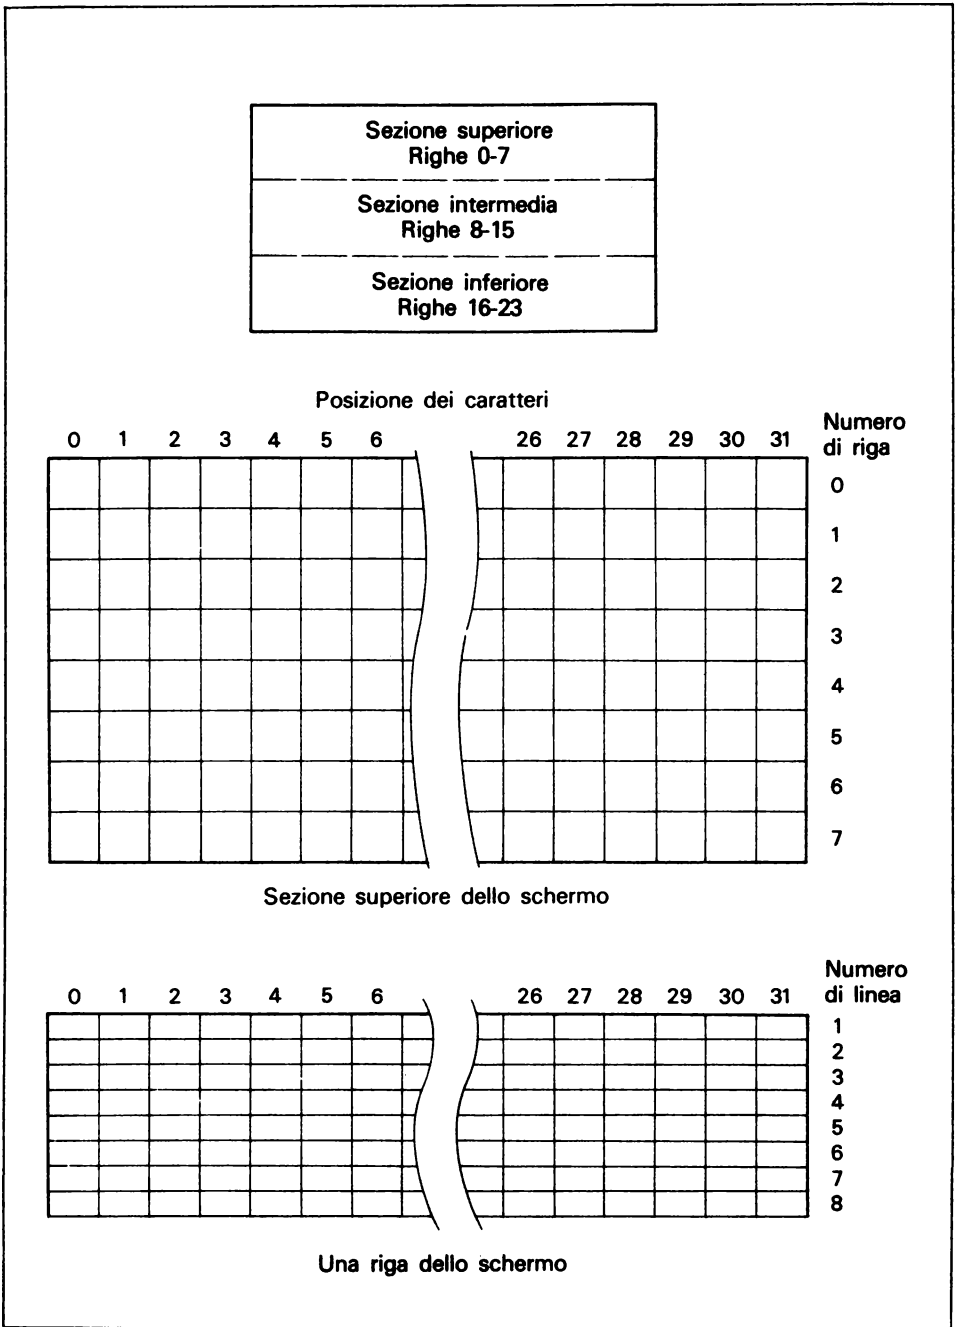 Sezione superiore
Righe 0-7
Sezione intermedia
Righe 8-15
Sezione inferiore
Righe 16-23
Posizione dei caratteri
Numero
di riga
0 1 2 3 4 5 6 26 27 28 29 30 31
0
1
2
3
4
5
6
7
Sezione superiore dello schermo
Numero
di linea
0 1 2 3 4 5 6 26 27 28 29 30 31
1
2
3
4
5
6
7
8
Una riga dello schermo